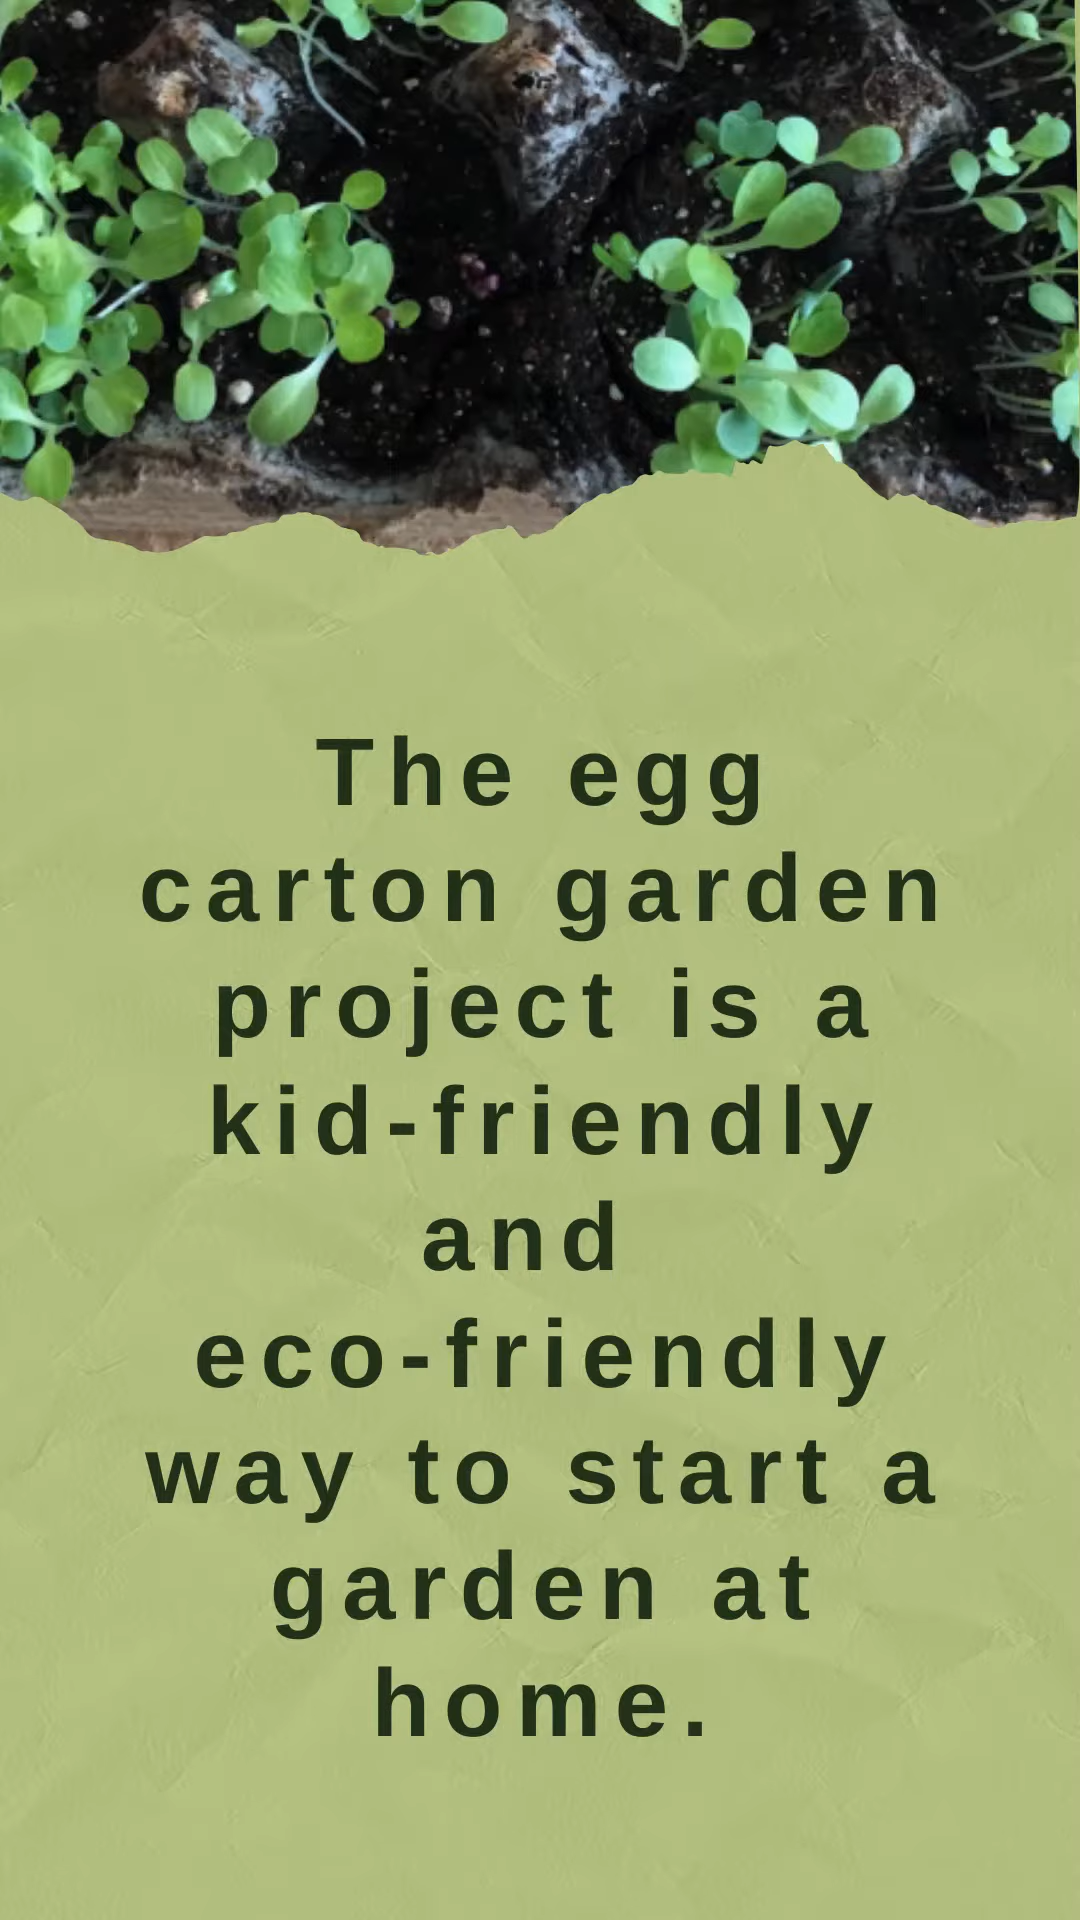 The egg
carton garden
project is a
kid-friendly
and
eco-friendly
way to start a
garden at
home.